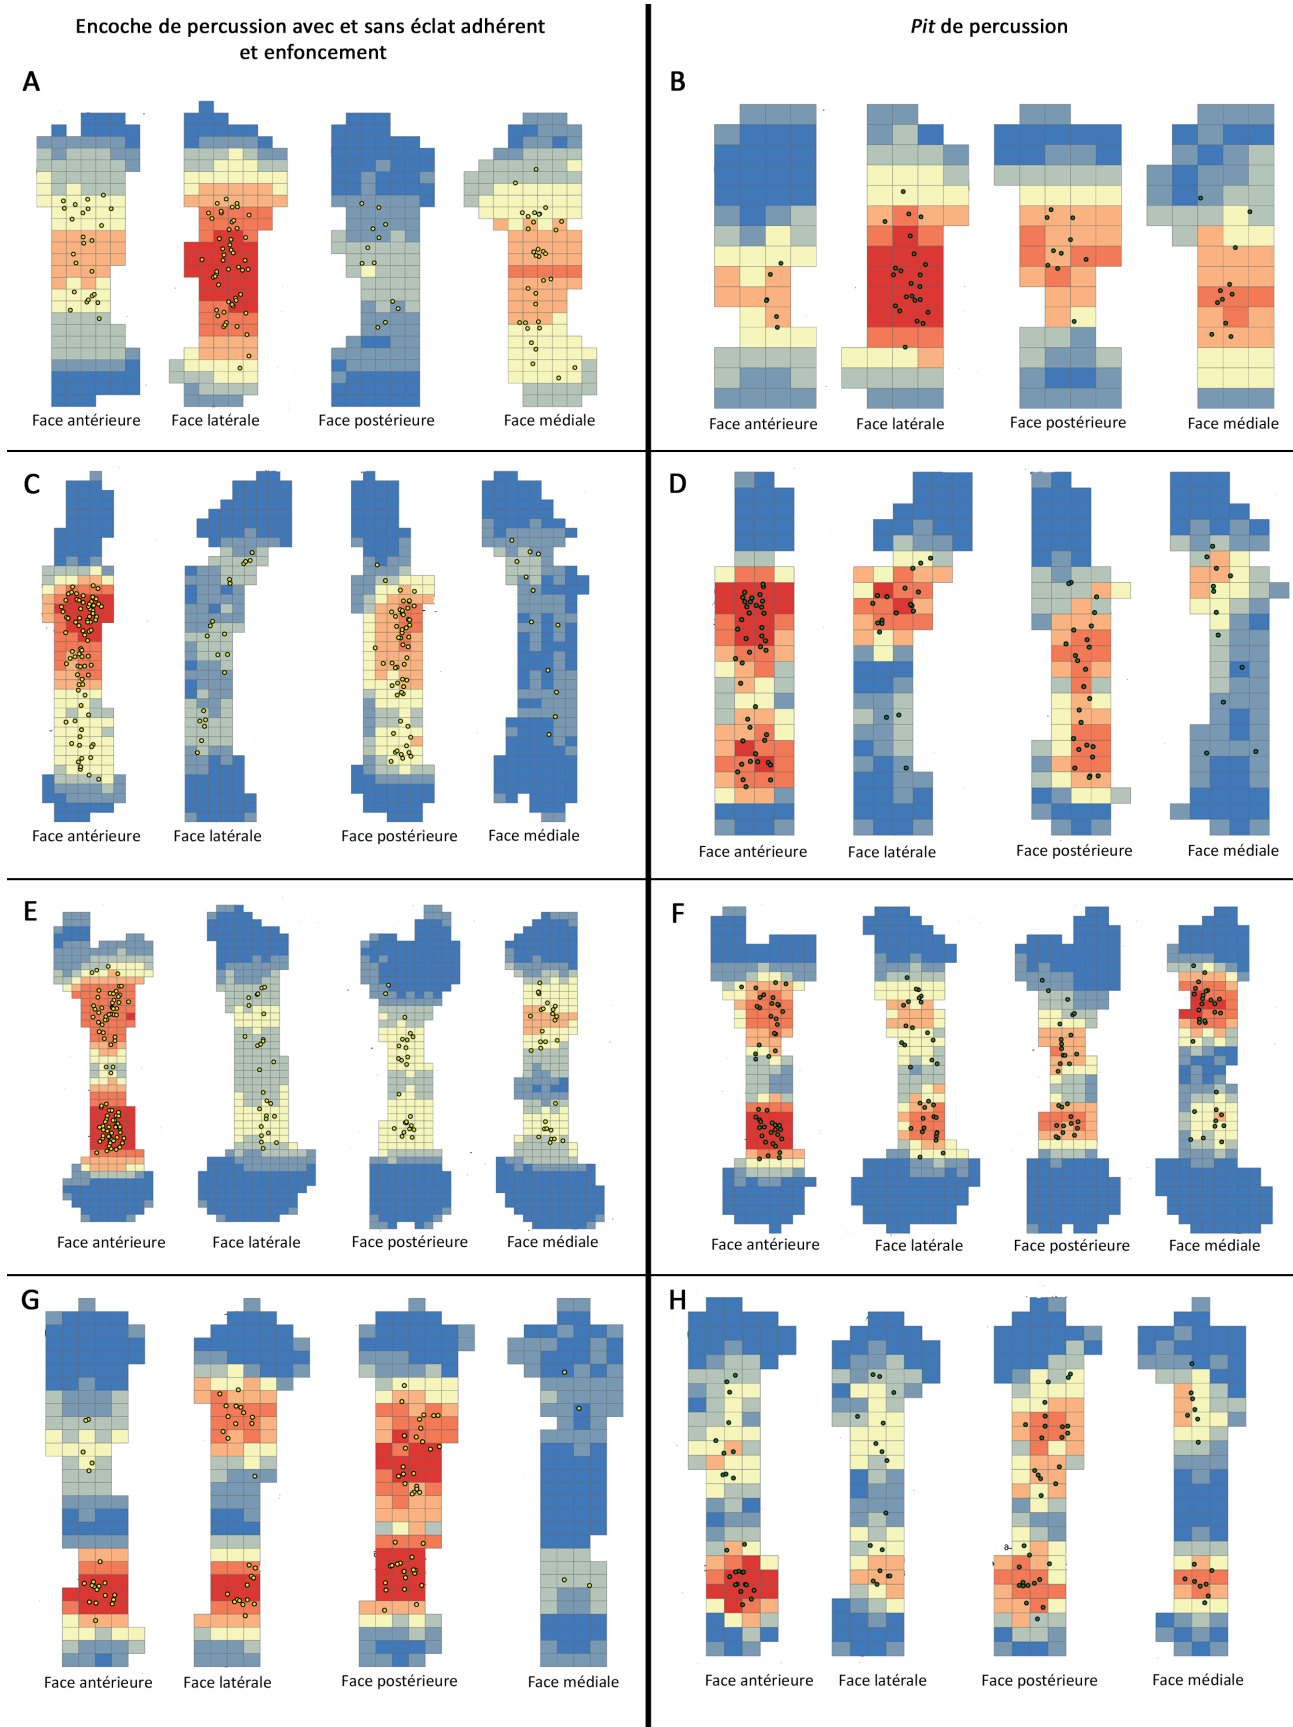 Encoche de percussion avec et sans éclat adhérent
et enfoncement
Pit de percussion
A
Face antérieure
Face latérale
Face postérieure
Face médiale
B
Face antérieure
Face latérale
Face postérieure
Face médiale
C
Face antérieure
Face latérale
Face postérieure
Face médiale
D
Face antérieure
Face latérale
Face postérieure
Face médiale
E
Face antérieure
Face latérale
Face postérieure
Face médiale
F
Face antérieure
Face latérale
Face postérieure
Face médiale
G
Face antérieure
Face latérale
Face postérieure
Face médiale
H
Face antérieure
Face latérale
Face postérieure
Face médiale